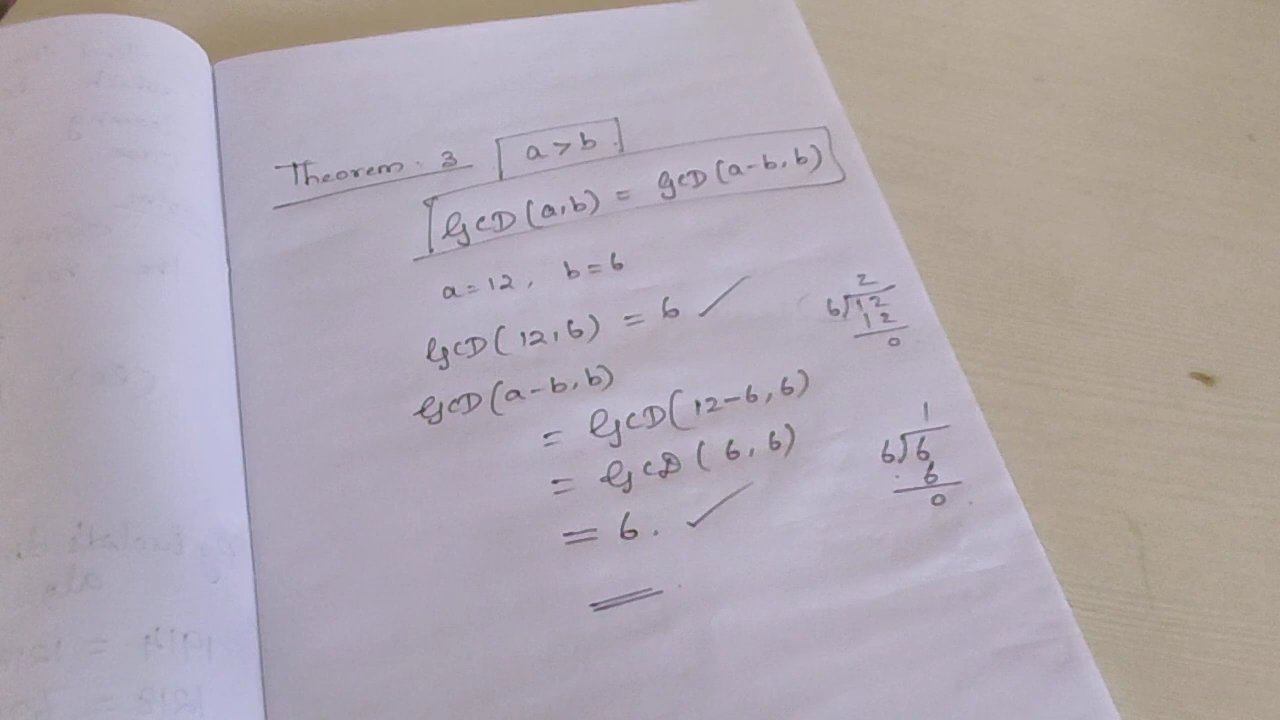 Theorem: 3 a > b
GCD (a,b) = GCD (a-b, b)
a = 12, b = 6
GCD (12, 6) = 6 ✓
2
6)12
12
0
GCD (a-b, b)
= GCD (12-6, 6)
= GCD (6, 6)
= 6. ✓
1
6)6
6
0